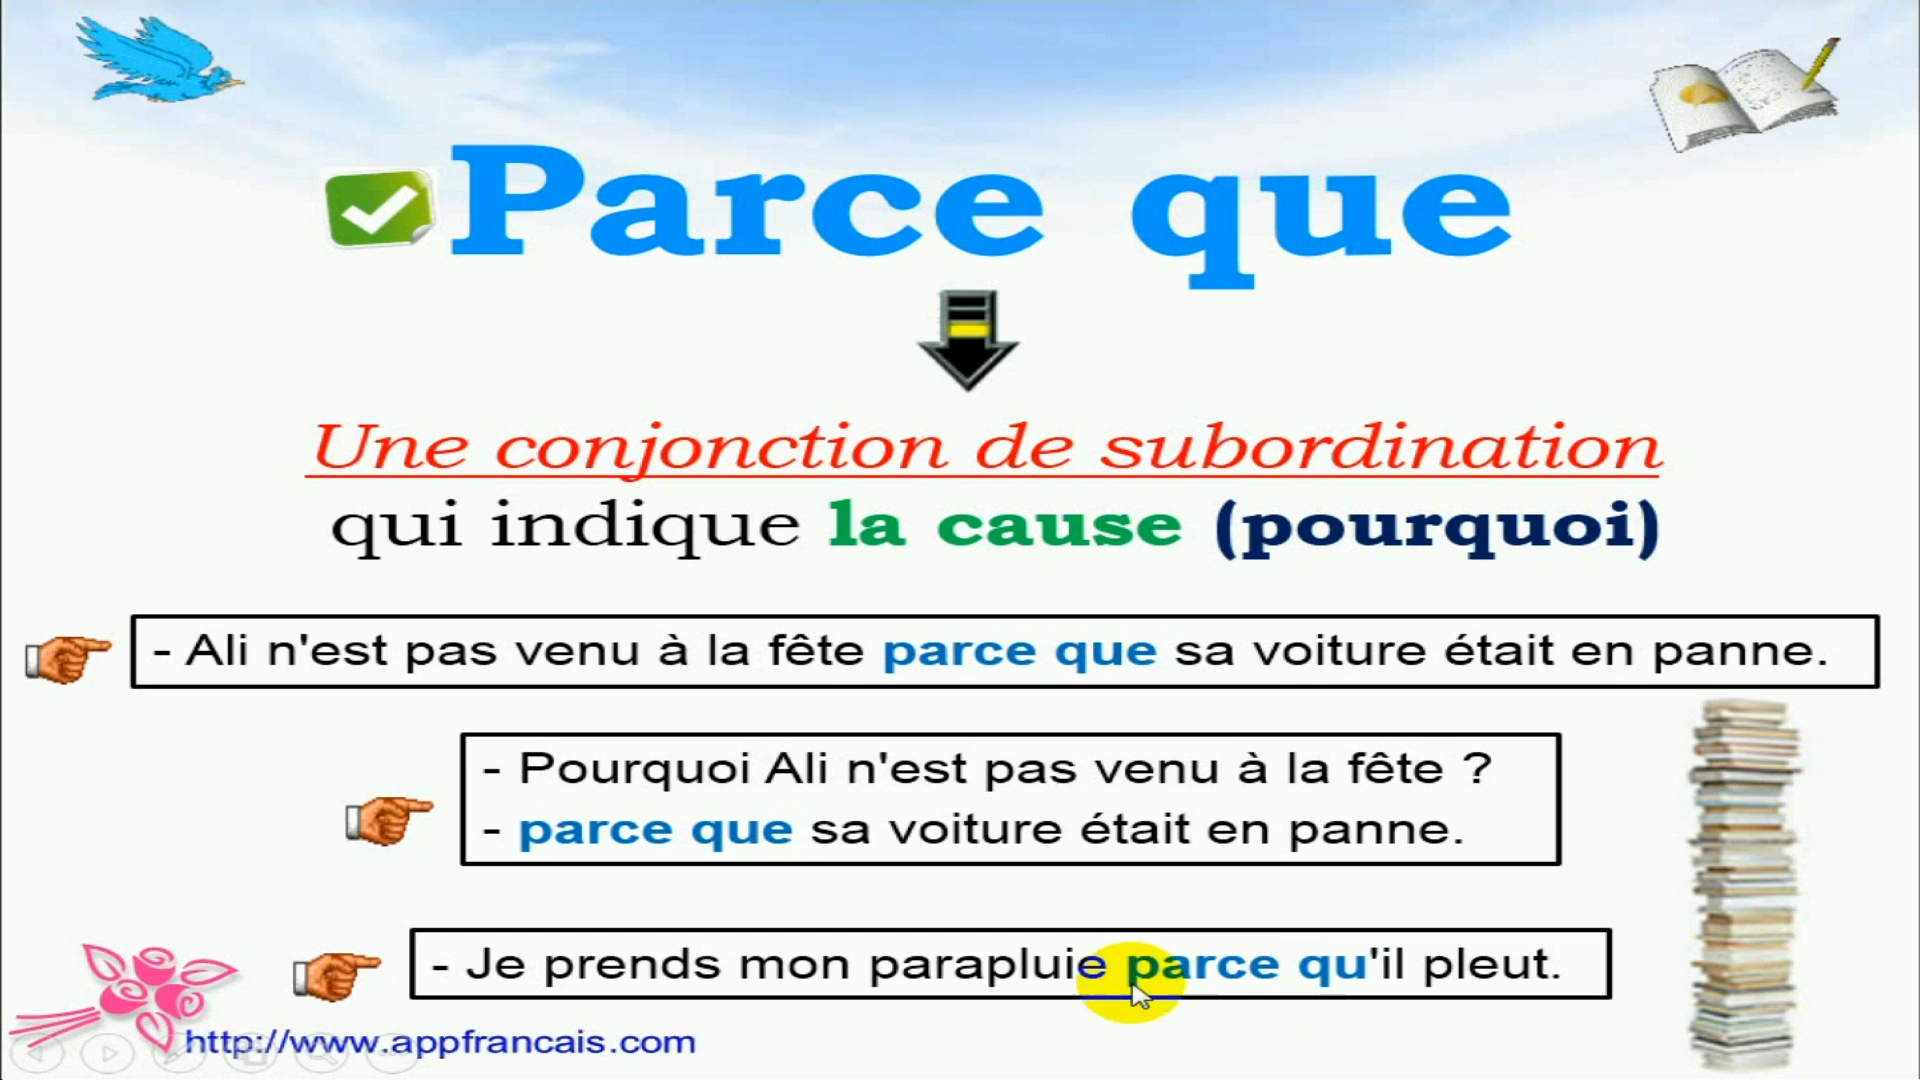 Parce que
Une conjonction de subordination
qui indique la cause (pourquoi)
- Ali n'est pas venu à la fête parce que sa voiture était en panne.
- Pourquoi Ali n'est pas venu à la fête ?
- parce que sa voiture était en panne.
- Je prends mon parapluie parce qu'il pleut.
http://www.appfrancais.com